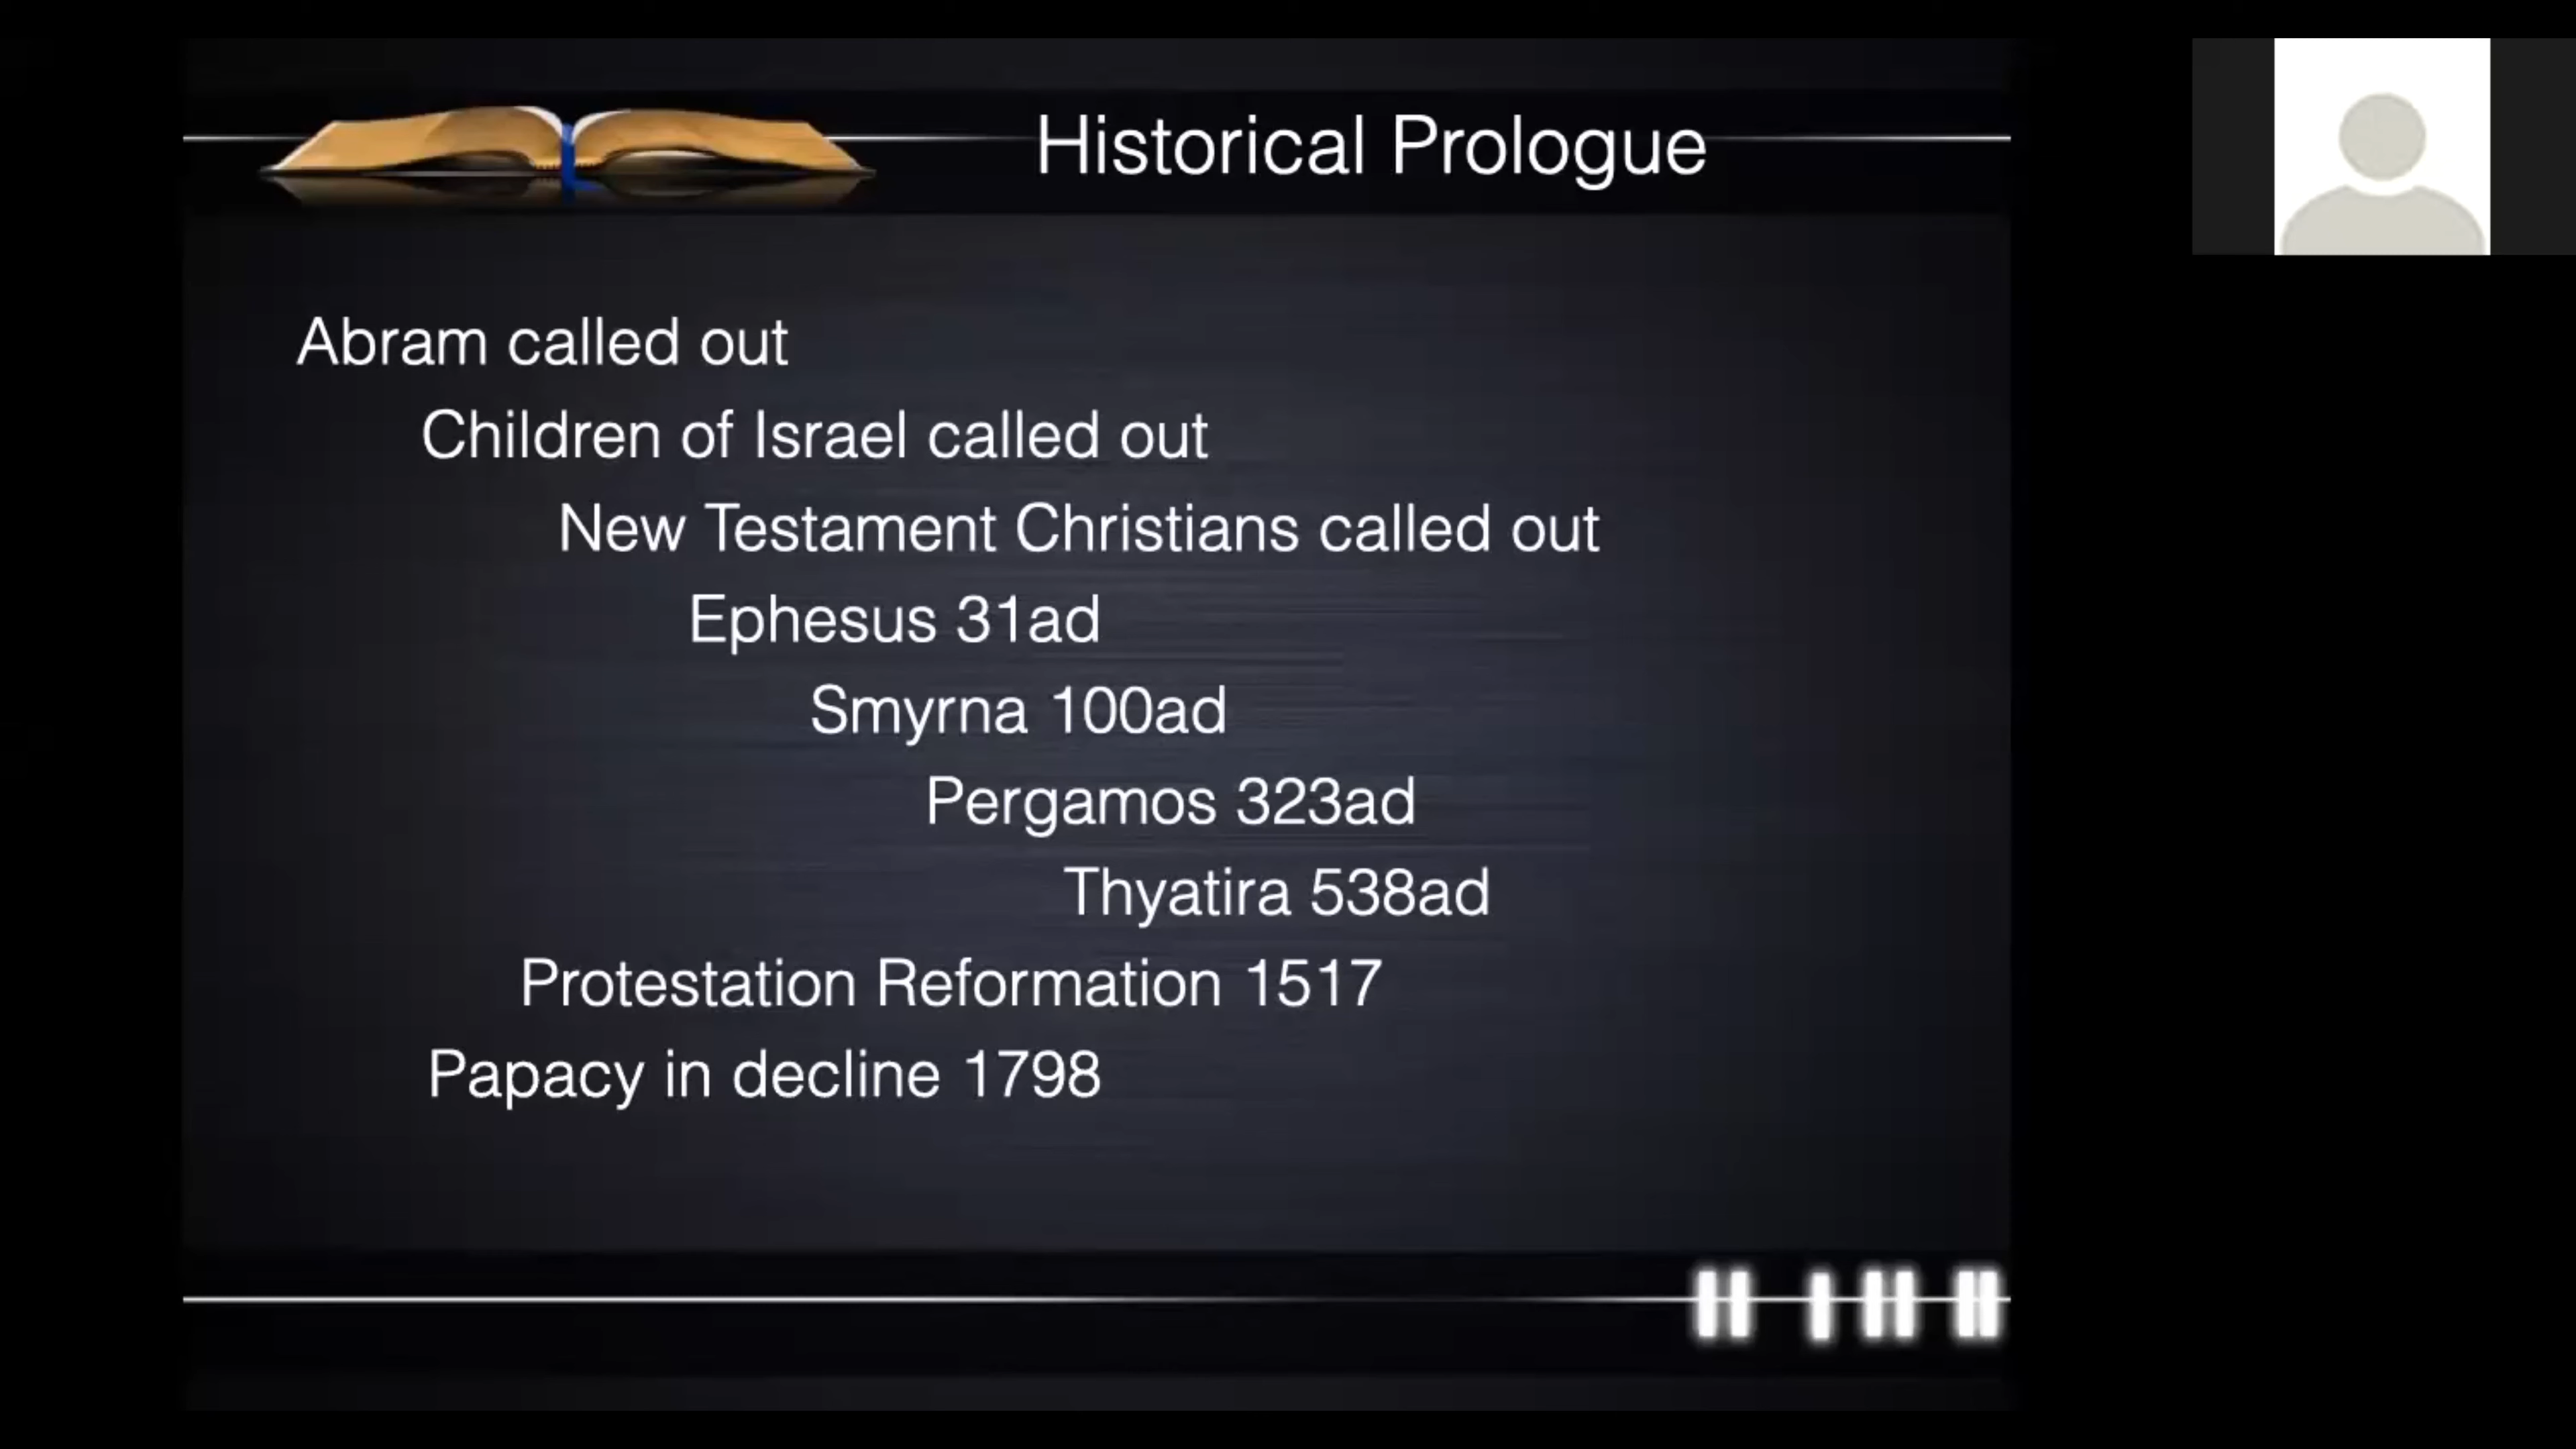 Historical Prologue
Abram called out
Children of Israel called out
New Testament Christians called out
Ephesus 31ad
Smyrna 100ad
Pergamos 323ad
Thyatira 538ad
Protestation Reformation 1517
Papacy in decline 1798